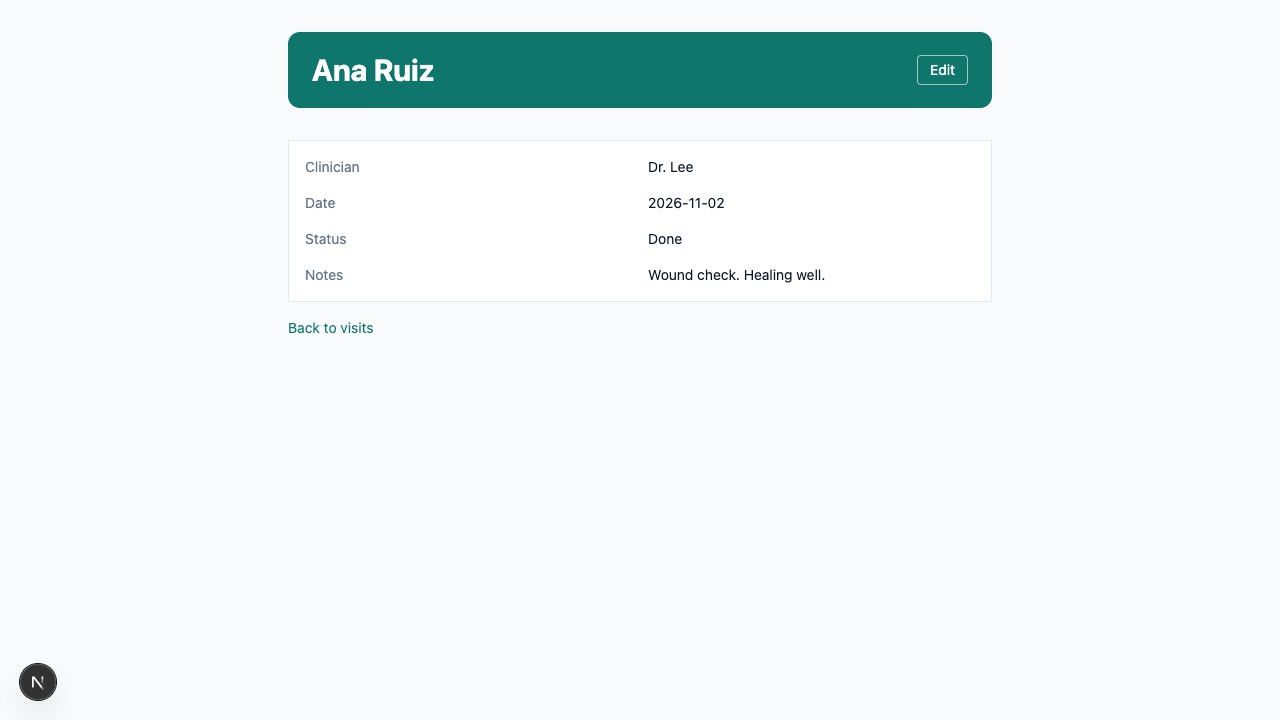 Ana Ruiz
Edit
Clinician
Dr. Lee
Date
2026-11-02
Status
Done
Notes
Wound check. Healing well.
Back to visits
N